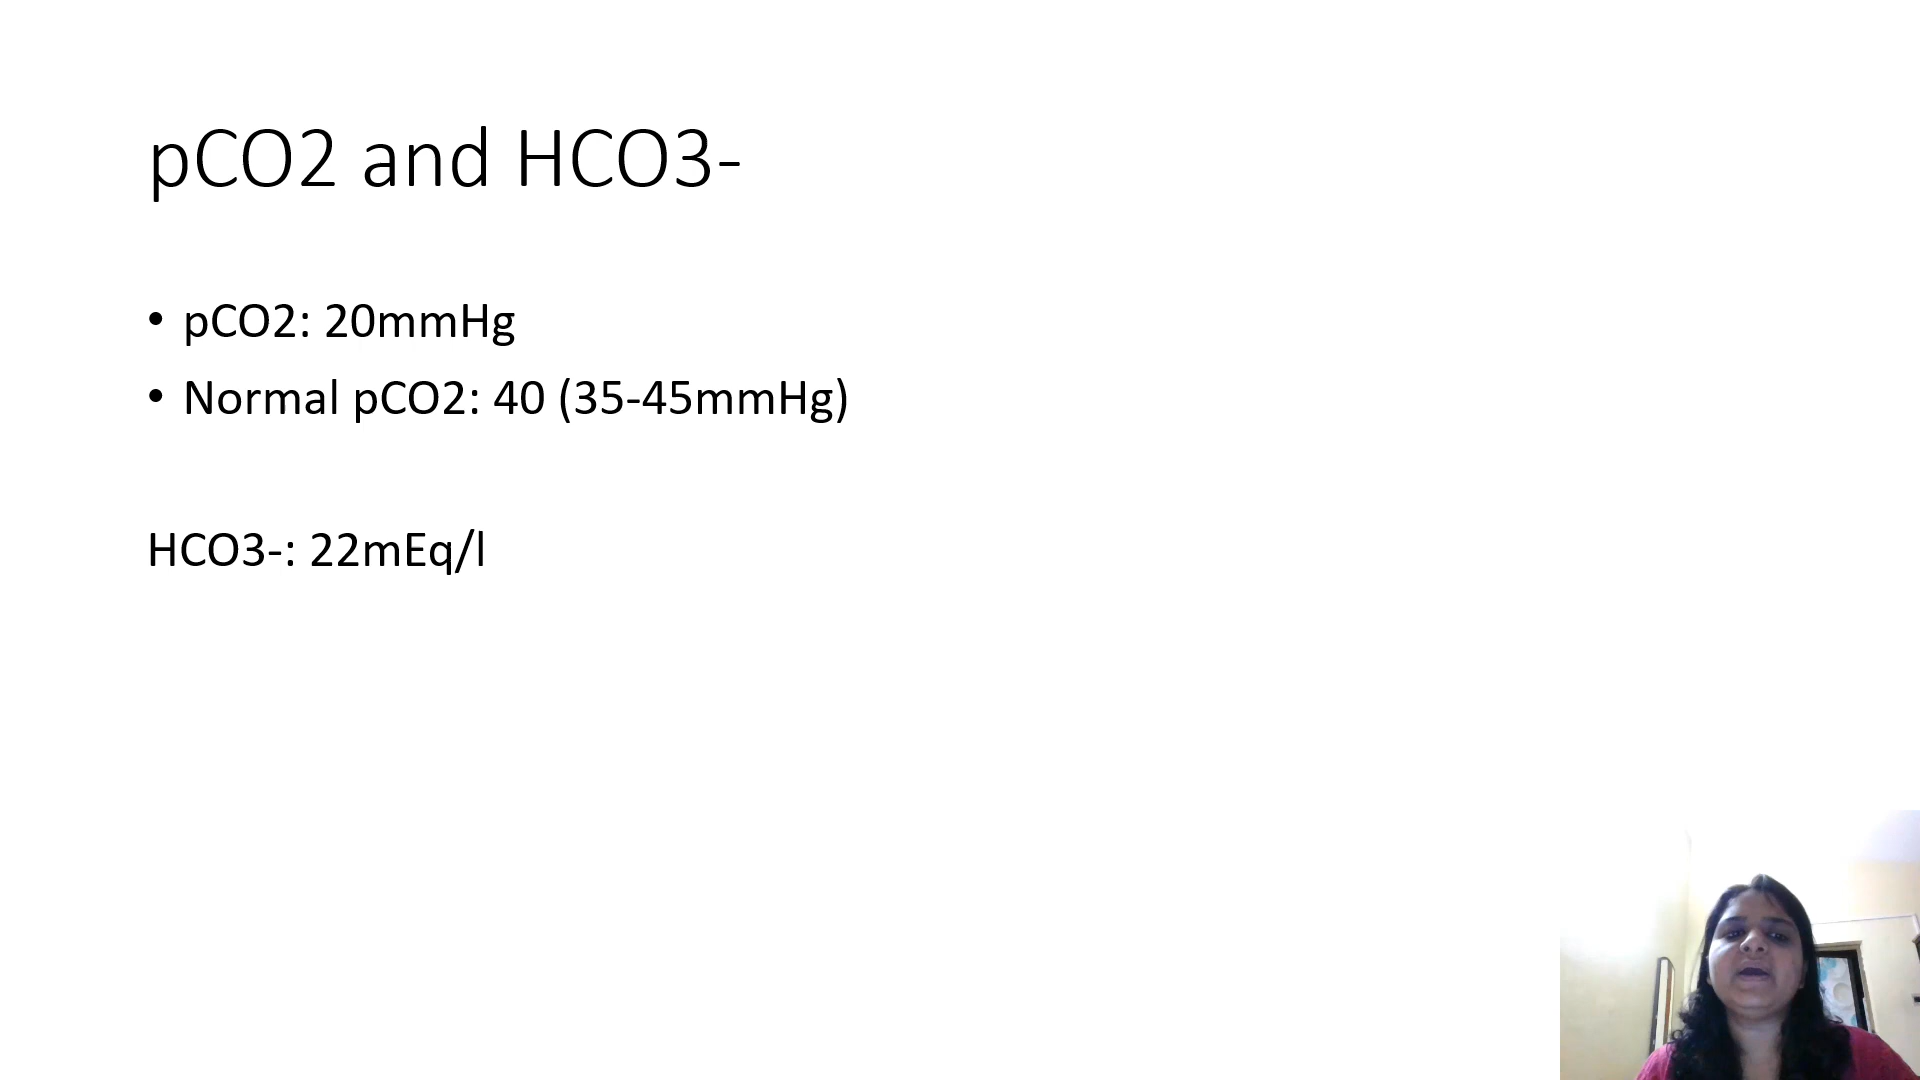 pCO2 and HCO3-
• pCO2: 20mmHg
• Normal pCO2: 40 (35-45mmHg)
HCO3-: 22mEq/l